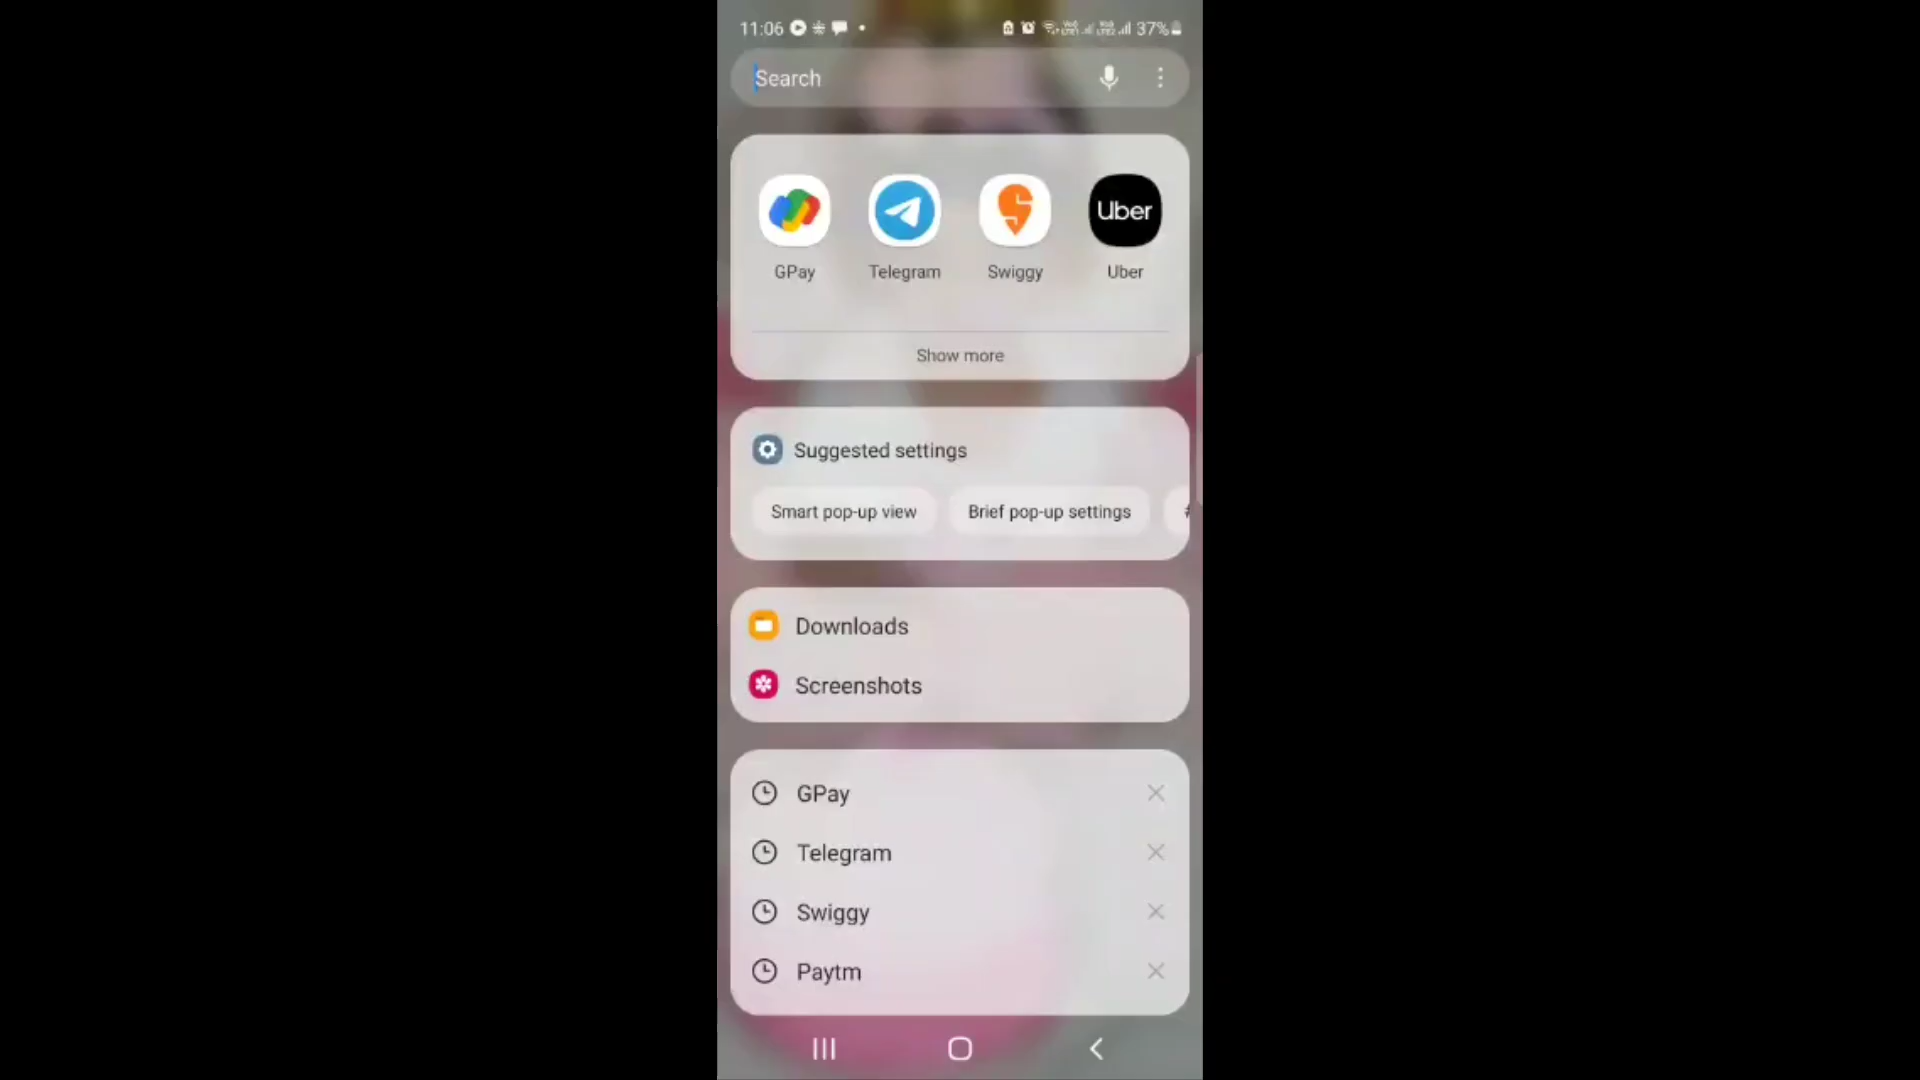 11:06 37%
Search
Uber
GPay Telegram Swiggy Uber
Show more
Suggested settings
Smart pop-up view Brief pop-up settings
Downloads
Screenshots
GPay
Telegram
Swiggy
Paytm